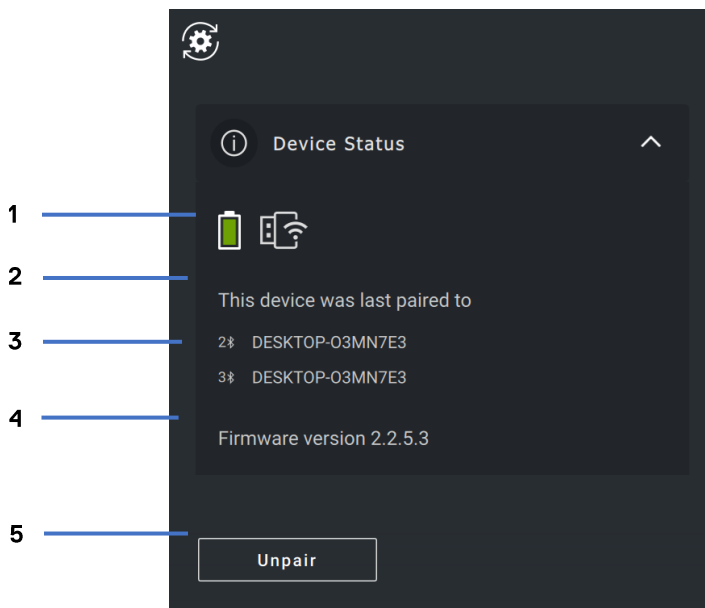 Device Status
1
2
This device was last paired to
3
2 DESKTOP-O3MN7E3
3 DESKTOP-O3MN7E3
4
Firmware version 2.2.5.3
5
Unpair